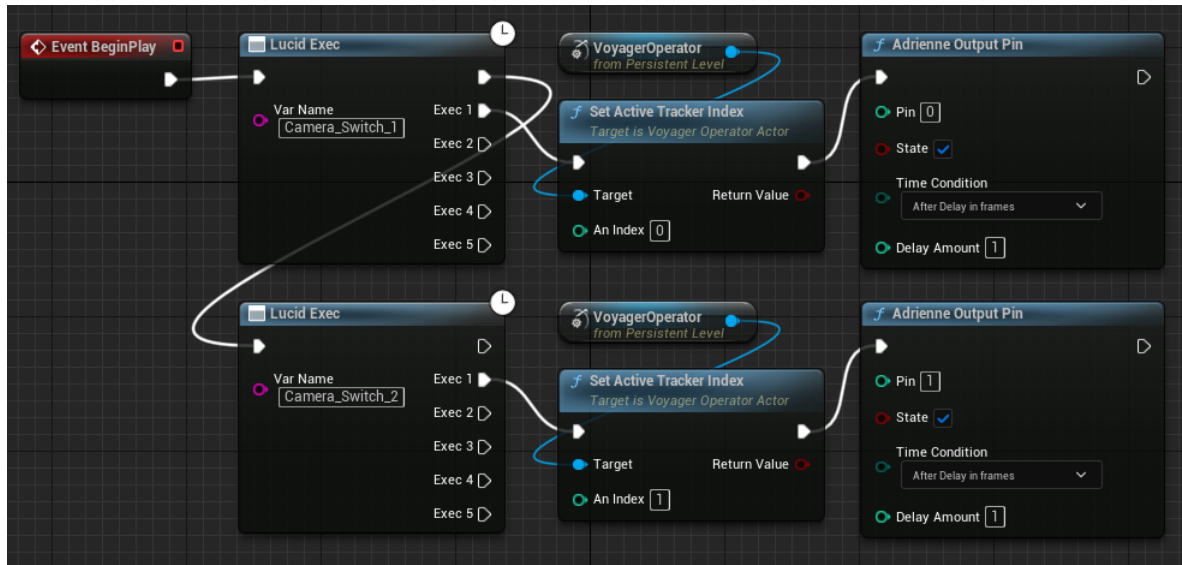 Event BeginPlay
Lucid Exec
Var Name
Camera_Switch_1
Exec 1
Exec 2
Exec 3
Exec 4
Exec 5
VoyagerOperator
from Persistent Level
Set Active Tracker Index
Target is Voyager Operator Actor
Target
Return Value
An Index 0
Adrienne Output Pin
Pin 0
State
Time Condition
After Delay in frames
Delay Amount 1
Lucid Exec
Var Name
Camera_Switch_2
Exec 1
Exec 2
Exec 3
Exec 4
Exec 5
VoyagerOperator
from Persistent Level
Set Active Tracker Index
Target is Voyager Operator Actor
Target
Return Value
An Index 1
Adrienne Output Pin
Pin 1
State
Time Condition
After Delay in frames
Delay Amount 1